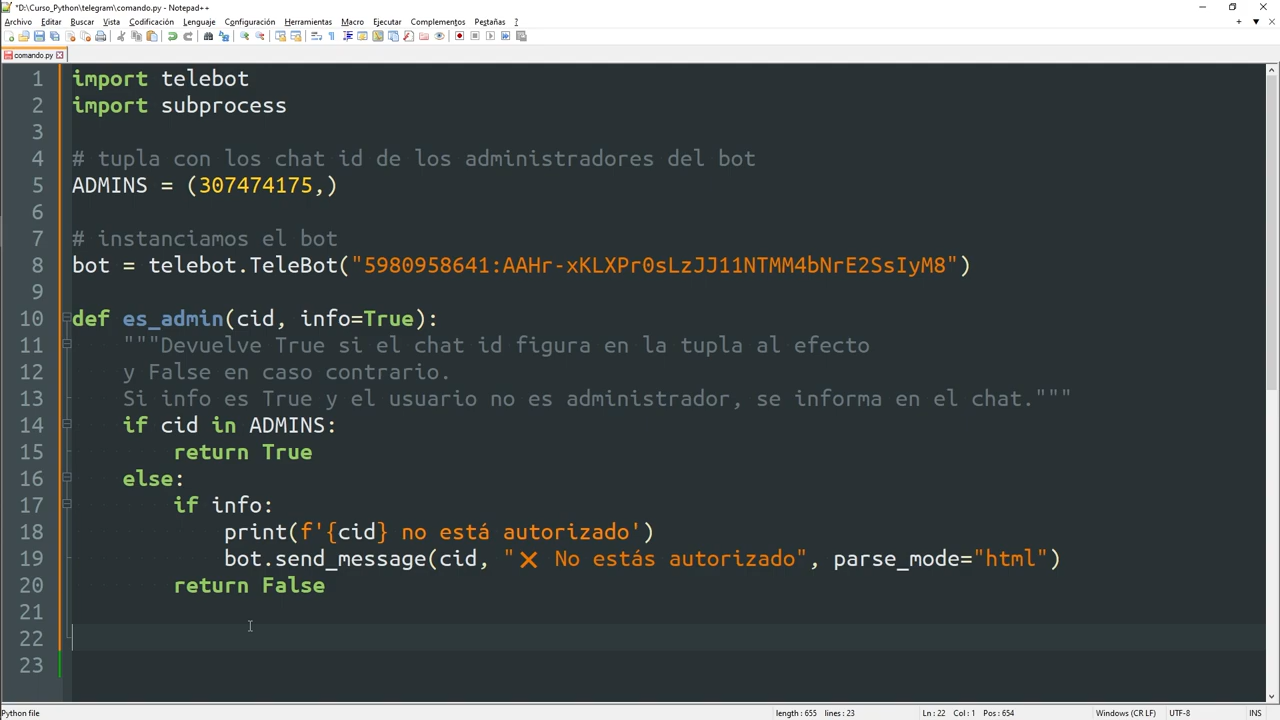 *D:\Curso_Python\telegram\comando.py - Notepad++
Archivo Editar Buscar Vista Codificación Lenguaje Configuración Herramientas Macro Ejecutar Complementos Pestañas ?
comando.py
1 import telebot
2 import subprocess
3
4 # tupla con los chat id de los administradores del bot
5 ADMINS = (307474175,)
6
7 # instanciamos el bot
8 bot = telebot.TeleBot("5980958641:AAHr-xKLXPr0sLzJJ11NTMM4bNrE2SsIyM8")
9
10 def es_admin(cid, info=True):
11 """Devuelve True si el chat id figura en la tupla al efecto
12 y False en caso contrario.
13 Si info es True y el usuario no es administrador, se informa en el chat."""
14 if cid in ADMINS:
15 return True
16 else:
17 if info:
18 print(f'{cid} no está autorizado')
19 bot.send_message(cid, "❌ No estás autorizado", parse_mode="html")
20 return False
21
22
23
Python file length : 655 lines : 23 Ln : 22 Col : 1 Pos : 654 Windows (CR LF) UTF-8 INS